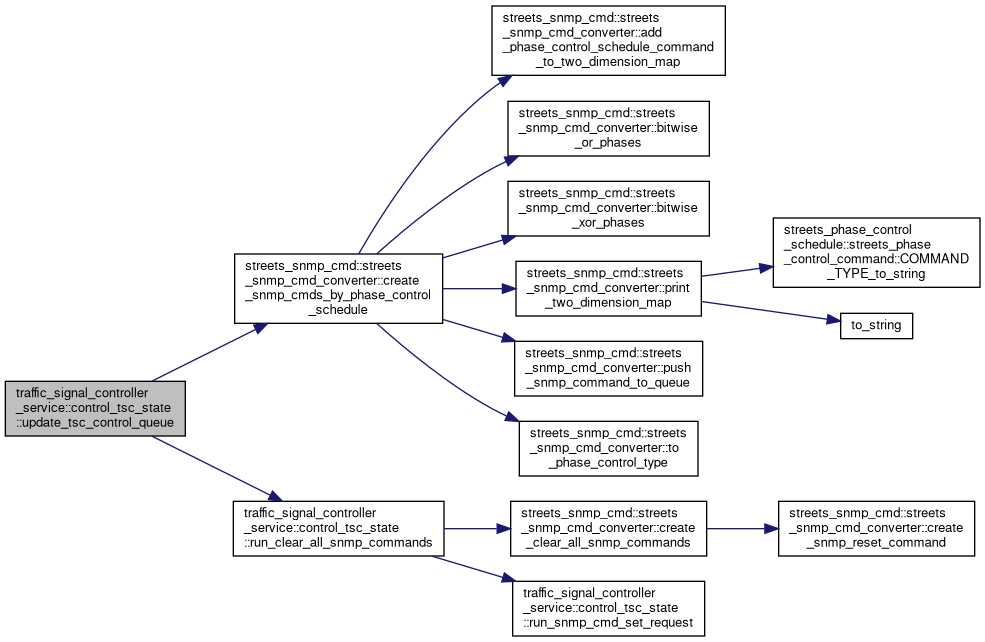 streets_snmp_cmd::streets
_snmp_cmd_converter::add
_phase_control_schedule_command
_to_two_dimension_map
streets_snmp_cmd::streets
_snmp_cmd_converter::bitwise
_or_phases
streets_snmp_cmd::streets
_snmp_cmd_converter::bitwise
_xor_phases
streets_phase_control
_schedule::streets_phase
_control_command::COMMAND
_TYPE_to_string
streets_snmp_cmd::streets
_snmp_cmd_converter::create
_snmp_cmds_by_phase_control
_schedule
streets_snmp_cmd::streets
_snmp_cmd_converter::print
_two_dimension_map
to_string
streets_snmp_cmd::streets
_snmp_cmd_converter::push
_snmp_command_to_queue
traffic_signal_controller
_service::control_tsc_state
::update_tsc_control_queue
streets_snmp_cmd::streets
_snmp_cmd_converter::to
_phase_control_type
traffic_signal_controller
_service::control_tsc_state
::run_clear_all_snmp_commands
streets_snmp_cmd::streets
_snmp_cmd_converter::create
_clear_all_snmp_commands
streets_snmp_cmd::streets
_snmp_cmd_converter::create
_snmp_reset_command
traffic_signal_controller
_service::control_tsc_state
::run_snmp_cmd_set_request